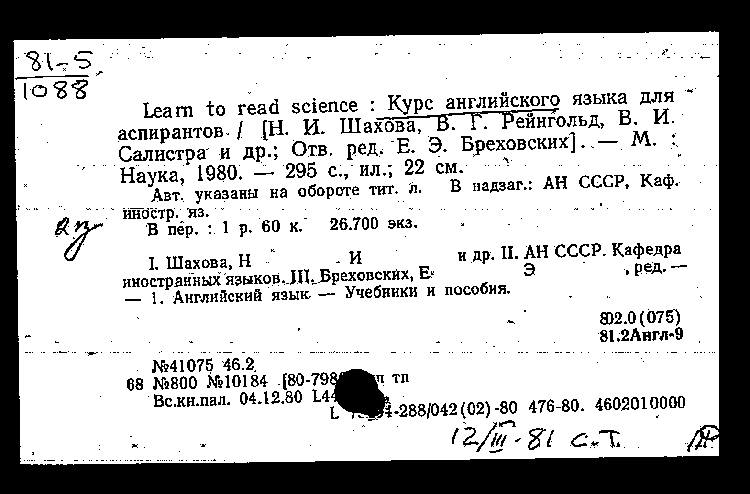 81-5
1088
Learn to read science : Курс английского языка для
аспирантов / [Н. И. Шахова, В. Г. Рейнгольд, В. И.
Салистра и др.; Отв. ред. Е. Э. Бреховских]. — М. :
Наука, 1980. — 295 с., ил.; 22 см.
Авт. указаны на обороте тит. л. В надзаг.: АН СССР, Каф.
иностр. яз.
В пер. : 1 р. 60 к. 26.700 экз.
I. Шахова, Н И и др. II. АН СССР. Кафедра
иностранных языков. III. Бреховских, Е Э , ред. —
— 1. Английский язык — Учебники и пособия.
802.0(075)
81.2Англ-9
№41075 46.2
68 №800 №10184 [80-798 п тп
Вс.кн.пал. 04.12.80 L44
L -288/042(02)-80 476-80. 4602010000
12/III-81 С.Т.